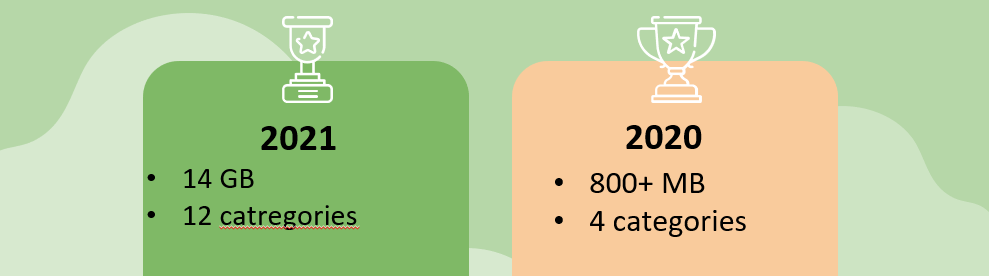 2021
• 14 GB
• 12 catregories
2020
• 800+ MB
• 4 categories